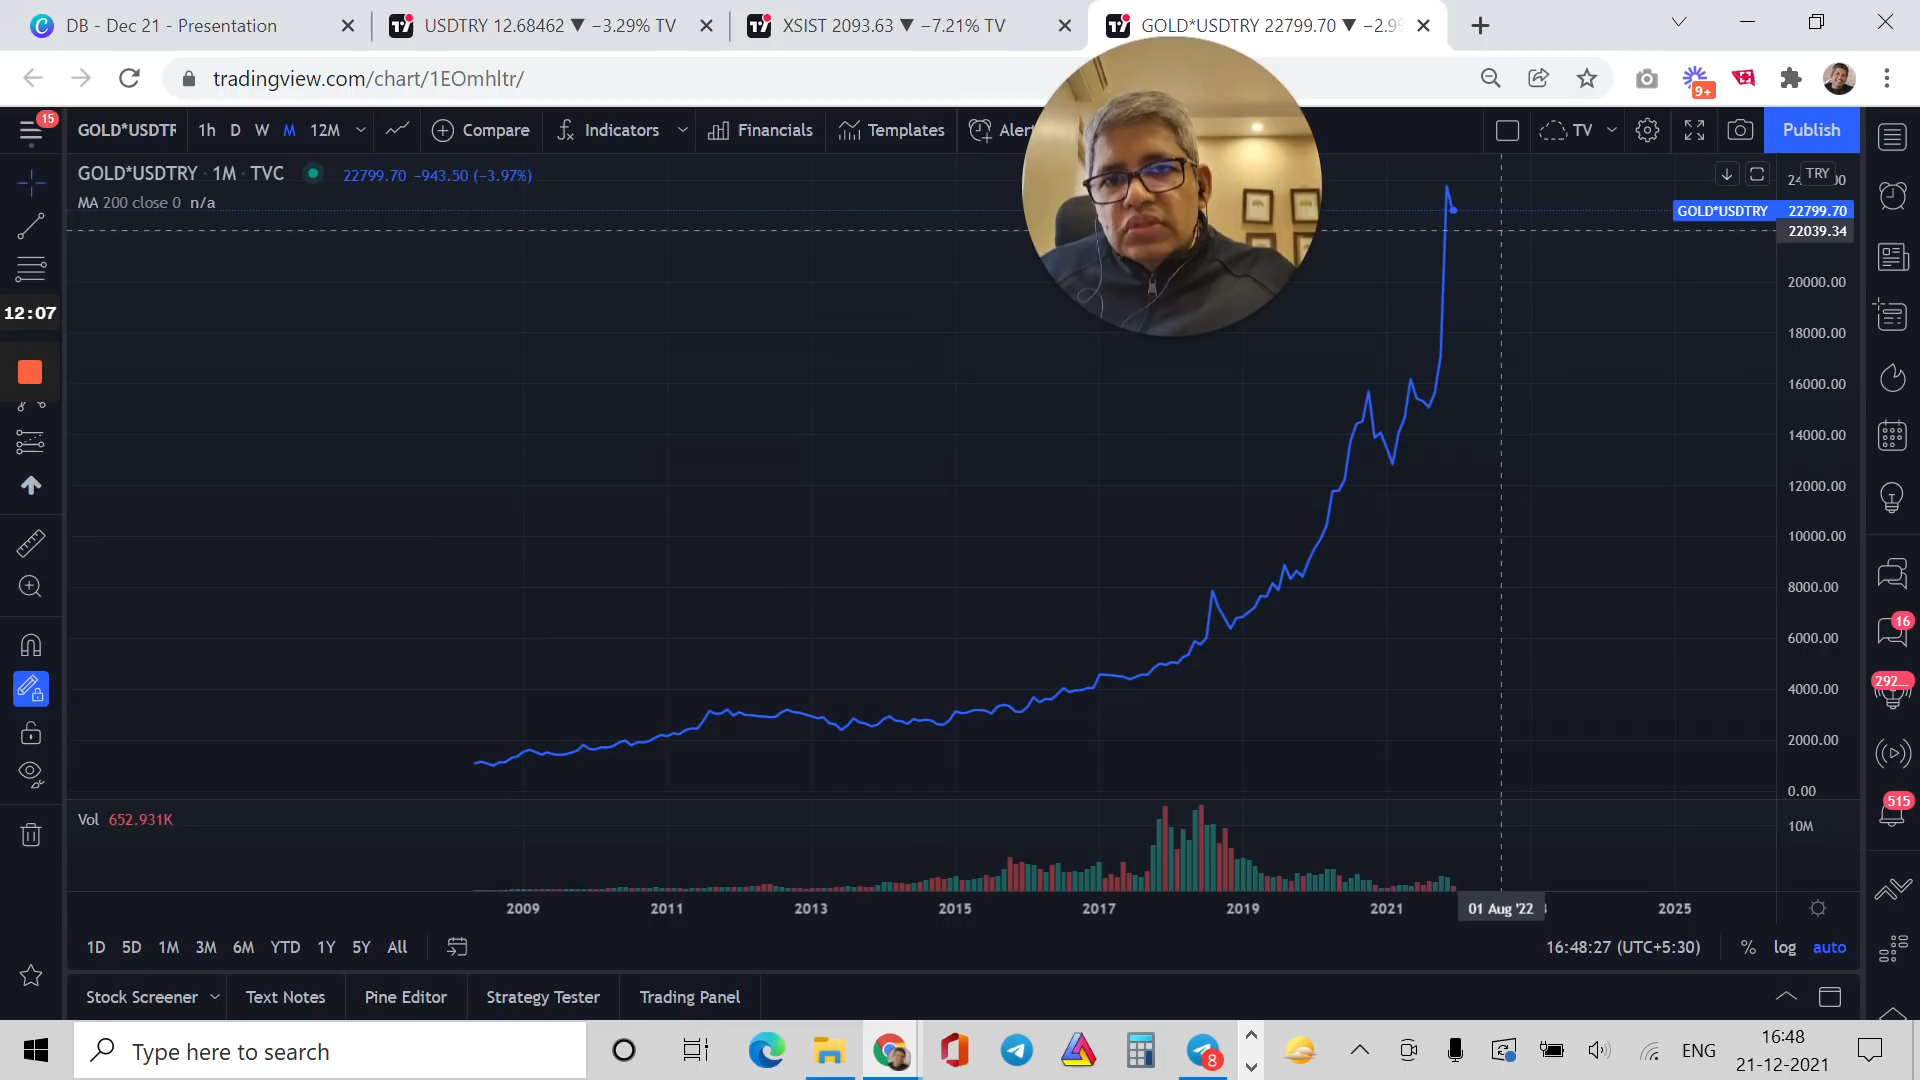 DB - Dec 21 - Presentation
USDTRY 12.68462 ▼ −3.29% TV
XSIST 2093.63 ▼ −7.21% TV
GOLD*USDTRY 22799.70 ▼ −2.9
tradingview.com/chart/1EOmhltr/
9+
15
GOLD*USDTR
1h D W M 12M
Compare
Indicators
Financials
Templates
Aler
TV
Publish
GOLD*USDTRY · 1M · TVC
22799.70 −943.50 (−3.97%)
MA 200 close 0 n/a
TRY
GOLD*USDTRY 22799.70
22039.34
20000.00
18000.00
16000.00
14000.00
12000.00
10000.00
8000.00
6000.00
4000.00
2000.00
0.00
12:07
16
292...
515
Vol 652.931K
10M
2009 2011 2013 2015 2017 2019 2021 01 Aug '22 2025
1D 5D 1M 3M 6M YTD 1Y 5Y All
16:48:27 (UTC+5:30) % log auto
Stock Screener Text Notes Pine Editor Strategy Tester Trading Panel
Type here to search
8
ENG
16:48
21-12-2021